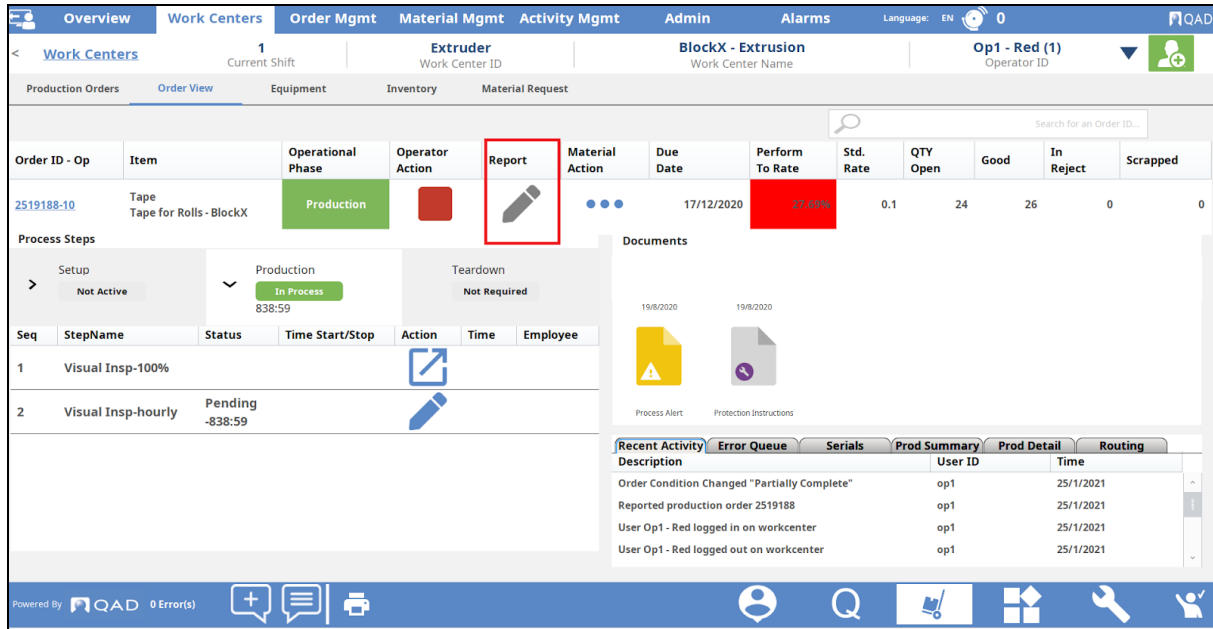 Overview Work Centers Order Mgmt Material Mgmt Activity Mgmt Admin Alarms Language: EN 0 QAD
< Work Centers 1 Extruder BlockX - Extrusion Op1 - Red (1)
Current Shift Work Center ID Work Center Name Operator ID
Production Orders Order View Equipment Inventory Material Request
Search for an Order ID...
Order ID - Op Item Operational Phase Operator Action Report Material Action Due Date Perform To Rate Std. Rate QTY Open Good In Reject Scrapped
2519188-10 Tape Tape for Rolls - BlockX Production 17/12/2020 27.69% 0.1 24 26 0 0
Process Steps
Setup Production Teardown
Not Active In Process Not Required
838:59
Seq StepName Status Time Start/Stop Action Time Employee
1 Visual Insp-100%
2 Visual Insp-hourly Pending -838:59
Documents
19/8/2020 19/8/2020
Process Alert Protection Instructions
Recent Activity Error Queue Serials Prod Summary Prod Detail Routing
Description User ID Time
Order Condition Changed "Partially Complete" op1 25/1/2021
Reported production order 2519188 op1 25/1/2021
User Op1 - Red logged in on workcenter op1 25/1/2021
User Op1 - Red logged out on workcenter op1 25/1/2021
Powered By QAD 0 Error(s)